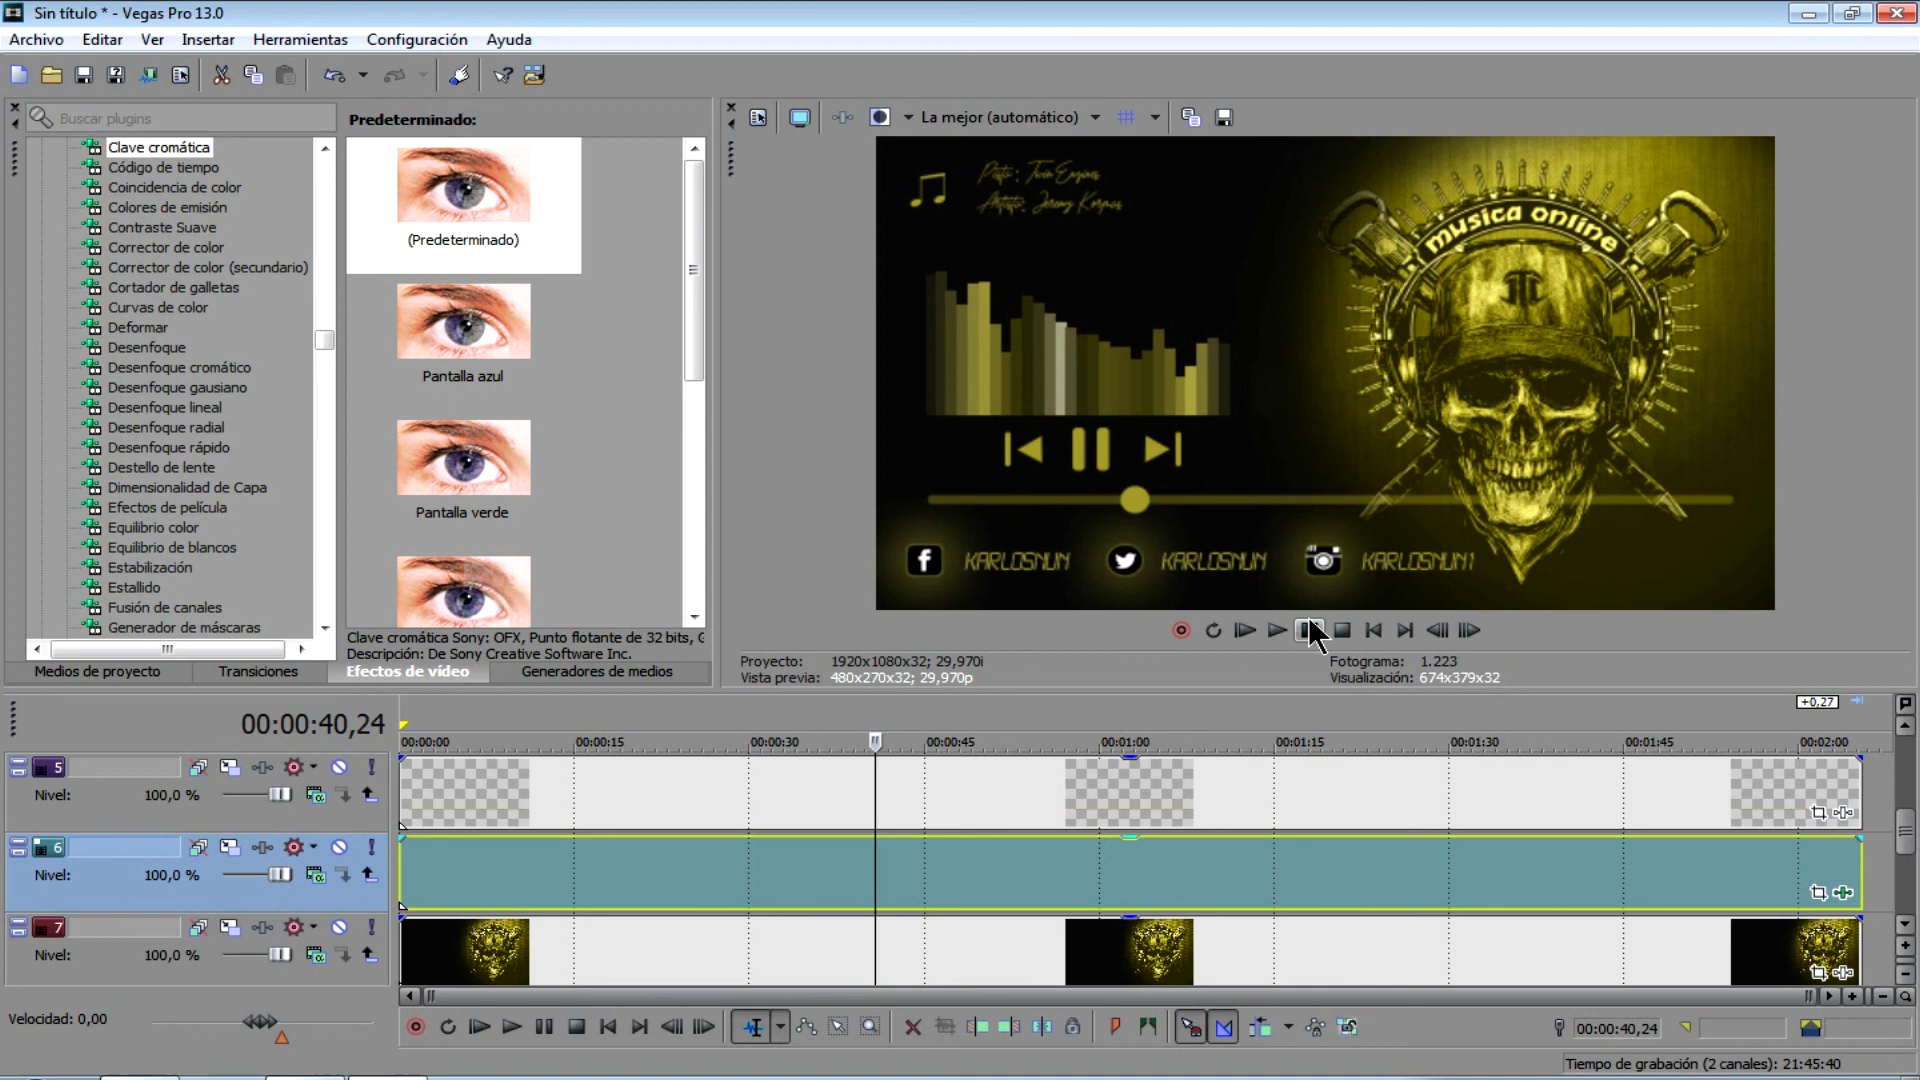 Sin título * - Vegas Pro 13.0
Archivo Editar Ver Insertar Herramientas Configuración Ayuda
Buscar plugins
Clave cromática
Código de tiempo
Coincidencia de color
Colores de emisión
Contraste Suave
Corrector de color
Corrector de color (secundario)
Cortador de galletas
Curvas de color
Deformar
Desenfoque
Desenfoque cromático
Desenfoque gausiano
Desenfoque lineal
Desenfoque radial
Desenfoque rápido
Destello de lente
Dimensionalidad de Capa
Efectos de película
Equilibrio color
Equilibrio de blancos
Estabilización
Estallido
Fusión de canales
Generador de máscaras
Predeterminado:
(Predeterminado)
Pantalla azul
Pantalla verde
Clave cromática Sony: OFX, Punto flotante de 32 bits, G
Descripción: De Sony Creative Software Inc.
Medios de proyecto Transiciones Efectos de vídeo Generadores de medios
La mejor (automático)
Pista : Twin Engines
Artista: Jeremy Korpas
musica online
KARLOSNUN KARLOSNUN KARLOSNUN1
Proyecto: 1920x1080x32; 29,970i
Vista previa: 480x270x32; 29,970p
Fotograma: 1.223
Visualización: 674x379x32
+0,27
00:00:40,24
00:00:00 00:00:15 00:00:30 00:00:45 00:01:00 00:01:15 00:01:30 00:01:45 00:02:00
5
Nivel: 100,0 %
6
Nivel: 100,0 %
7
Nivel: 100,0 %
Velocidad: 0,00
00:00:40,24
Tiempo de grabación (2 canales): 21:45:40